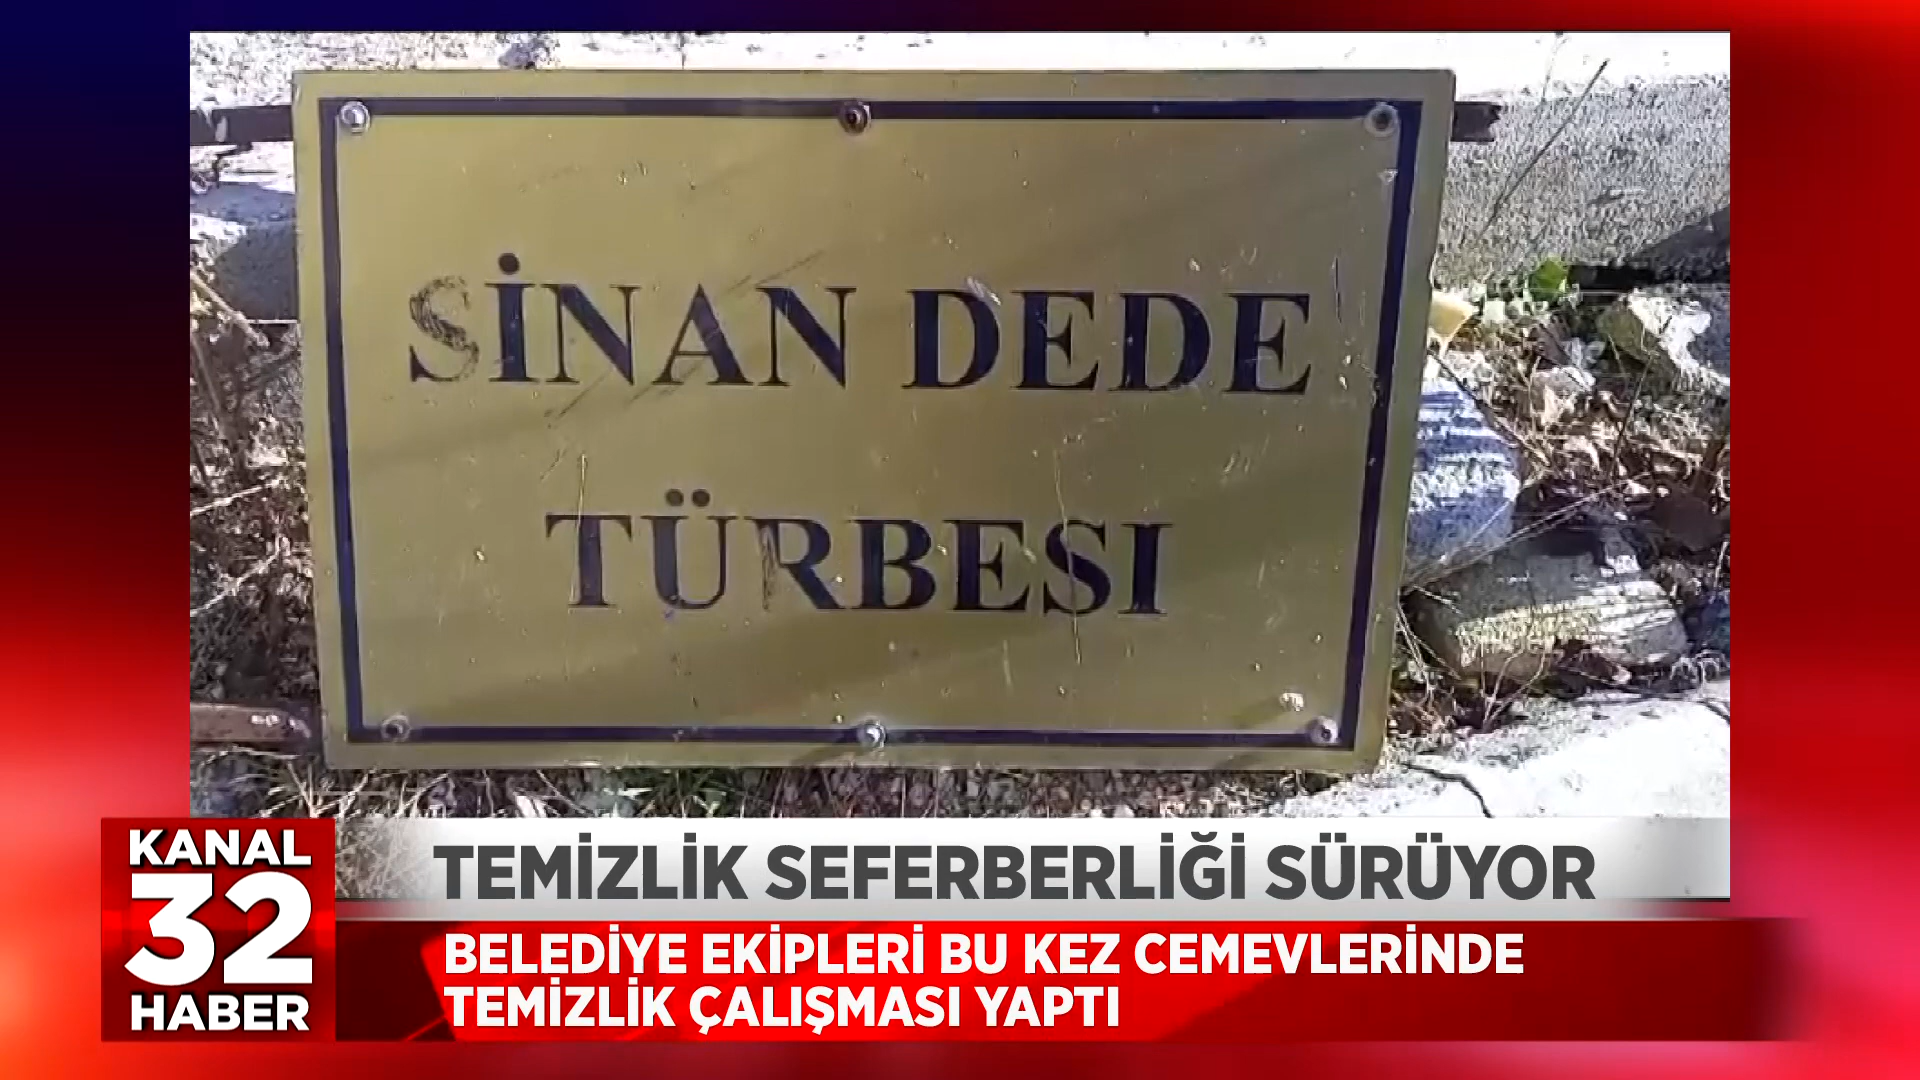 SİNAN DEDE
TÜRBESI
KANAL
32
HABER
TEMİZLİK SEFERBERLİĞİ SÜRÜYOR
BELEDİYE EKİPLERİ BU KEZ CEMEVLERİNDE
TEMİZLİK ÇALIŞMASI YAPTI